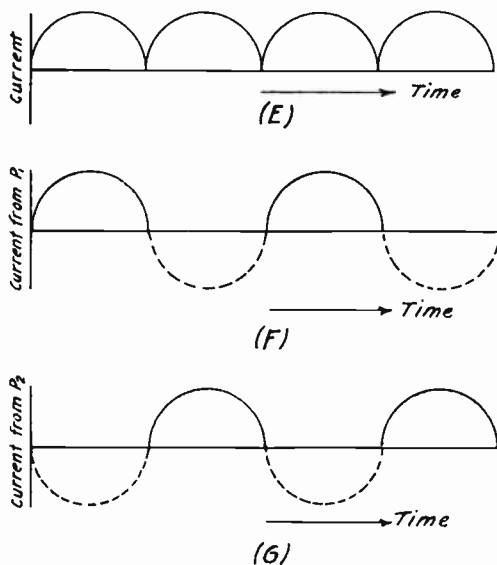 Current
Time
(E)
Current from P1
Time
(F)
Current from P2
Time
(G)